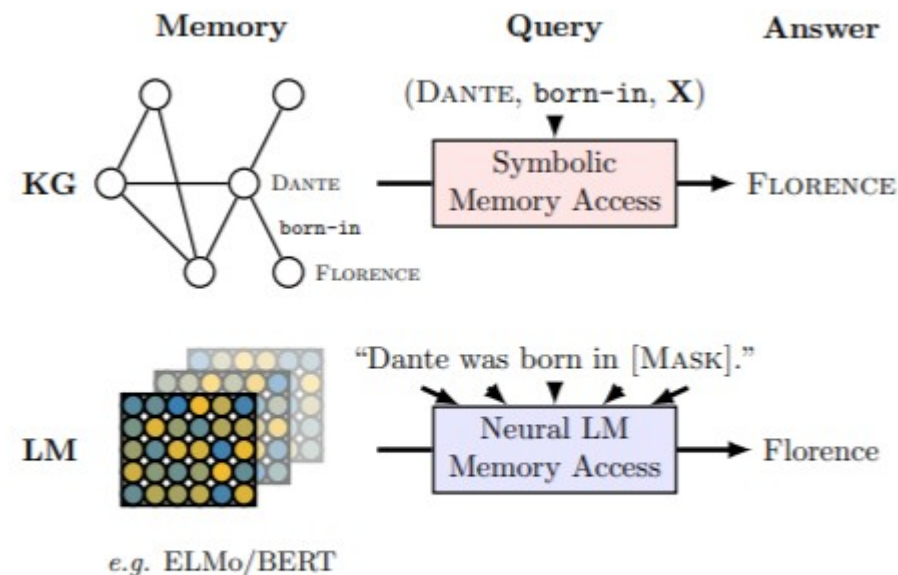 Memory Query Answer
(DANTE, born-in, X)
KG
DANTE
Symbolic
Memory Access
FLORENCE
born-in
FLORENCE
“Dante was born in [MASK].”
LM
Neural LM
Memory Access
Florence
e.g. ELMo/BERT